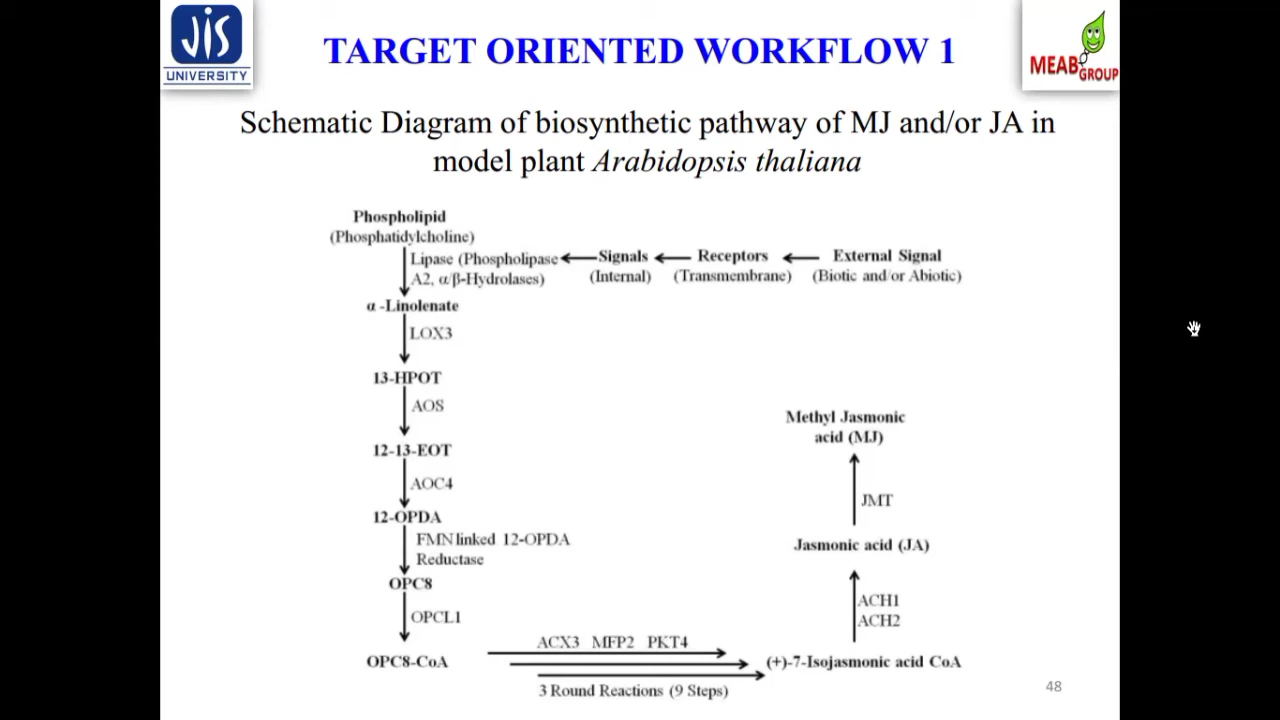 JIS
UNIVERSITY
TARGET ORIENTED WORKFLOW 1
MEAB GROUP
Schematic Diagram of biosynthetic pathway of MJ and/or JA in
model plant Arabidopsis thaliana
Phospholipid
(Phosphatidylcholine)
Lipase (Phospholipase
A2, α/β-Hydrolases)
Signals
(Internal)
Receptors
(Transmembrane)
External Signal
(Biotic and/or Abiotic)
α -Linolenate
LOX3
13-HPOT
AOS
12-13-EOT
AOC4
12-OPDA
FMN linked 12-OPDA
Reductase
OPC8
OPCL1
OPC8-CoA
ACX3 MFP2 PKT4
3 Round Reactions (9 Steps)
(+)-7-Isojasmonic acid CoA
ACH1
ACH2
Jasmonic acid (JA)
JMT
Methyl Jasmonic
acid (MJ)
48